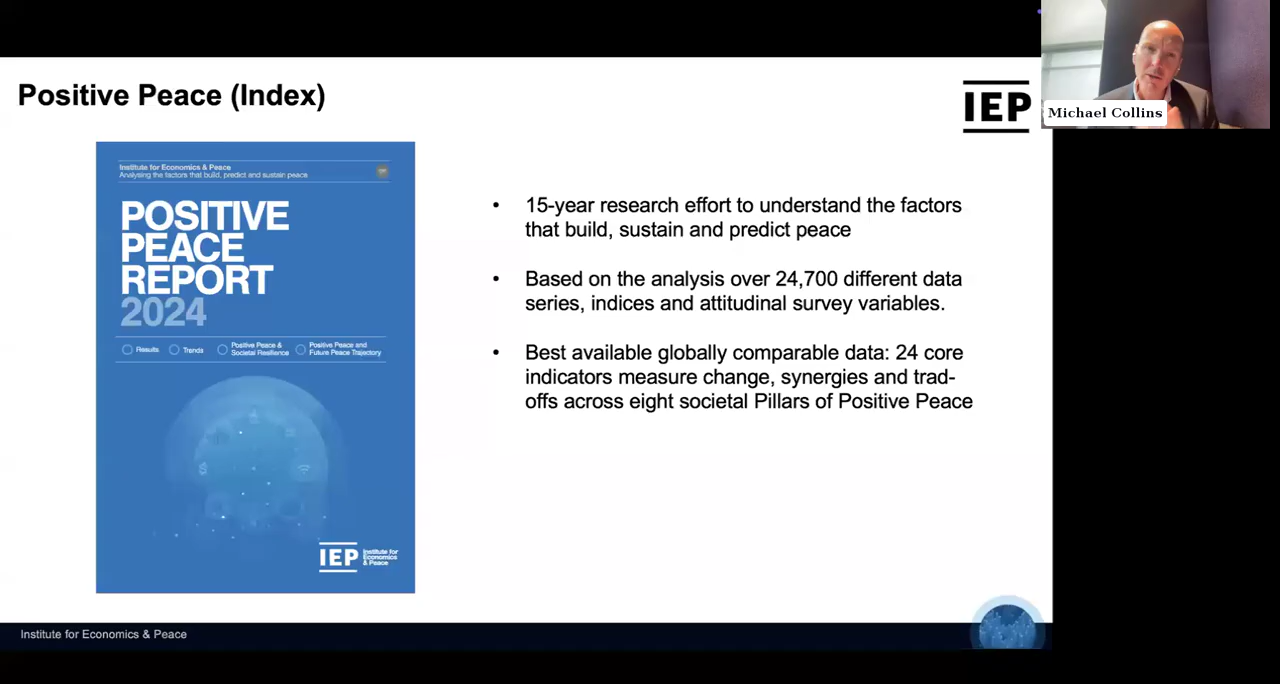 Positive Peace (Index)
IEP
Michael Collins
Institute for Economics & Peace
Analysing the factors that build, predict and sustain peace
POSITIVE
PEACE
REPORT
2024
Results
Trends
Positive Peace &
Societal Resilience
Positive Peace and
Future Peace Trajectory
IEP
Institute for
Economics
& Peace
• 15-year research effort to understand the factors
that build, sustain and predict peace
• Based on the analysis over 24,700 different data
series, indices and attitudinal survey variables.
• Best available globally comparable data: 24 core
indicators measure change, synergies and trad-
offs across eight societal Pillars of Positive Peace
Institute for Economics & Peace